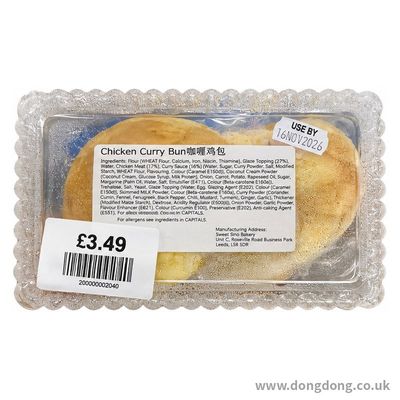 USE BY
16NOV2026
Chicken Curry Bun咖喱鸡包
Ingredients: Flour (WHEAT Flour, Calcium, Iron, Niacin, Thiamine), Glaze Topping (27%),
Water, Chicken Meat (17%), Curry Sauce (16%) (Water, Sugar, Curry Powder, Salt, Modified
Starch, WHEAT Flour, Flavouring, Colour (Caramel E150d)), Coconut Cream Powder
(Coconut Cream, Glucose Syrup, Milk Protein), Onion, Carrot, Potato, Rapeseed Oil, Sugar,
Margarine (Palm Oil, Water, Salt, Emulsifier (E471), Colour (Beta-carotene E160a)),
Trehalose, Salt, Yeast, Glaze Topping (Water, Egg, Glazing Agent (E202), Colour (Caramel
E150d)), Skimmed MILK Powder, Colour (Beta-carotene E160a), Curry Powder (Coriander,
Cumin, Fennel, Fenugreek, Black Pepper, Chili, Mustard, Turmeric, Ginger, Garlic), Thickener
(Modified Maize Starch), Dextrose, Acidity Regulator (E500(ii)), Onion Powder, Garlic Powder
Flavour Enhancer (E621), Colour (E101(i)), Preservative (E202), Anti-caking Agent
(E551).
For allergens see ingredients in CAPITALS.
Manufacturing Address:
Sweet Sino Bakery
Unit C, Roseville Road Business Park
Leeds, LS8 5DR
£3.49
200000002040
www.dongdong.co.uk